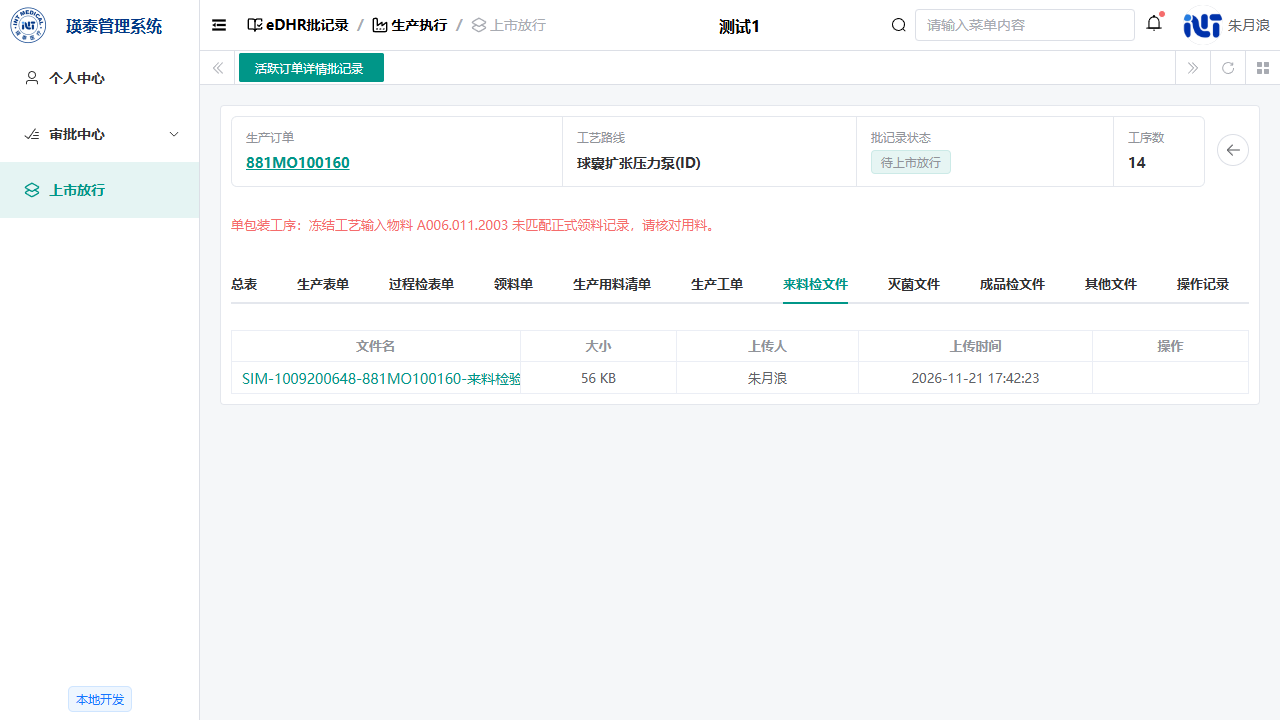 瑛泰管理系统
eDHR批记录 / 生产执行 / 上市放行
测试1
请输入菜单内容
朱月浪
个人中心
审批中心
上市放行
本地开发
活跃订单详情批记录
生产订单
881MO100160
工艺路线
球囊扩张压力泵(ID)
批记录状态
待上市放行
工序数
14
单包装工序：冻结工艺输入物料 A006.011.2003 未匹配正式领料记录，请核对用料。
总表 生产表单 过程检表单 领料单 生产用料清单 生产工单 来料检文件 灭菌文件 成品检文件 其他文件 操作记录
文件名 大小 上传人 上传时间 操作
SIM-1009200648-881MO100160-来料检验 56 KB 朱月浪 2026-11-21 17:42:23